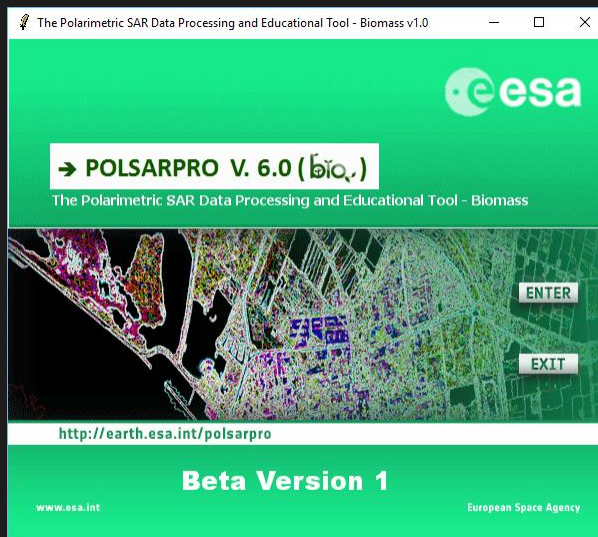 The Polarimetric SAR Data Processing and Educational Tool - Biomass v1.0
esa
→ POLSARPRO V. 6.0 (bio)
The Polarimetric SAR Data Processing and Educational Tool - Biomass
ENTER
EXIT
http://earth.esa.int/polsarpro
Beta Version 1
www.esa.int
European Space Agency